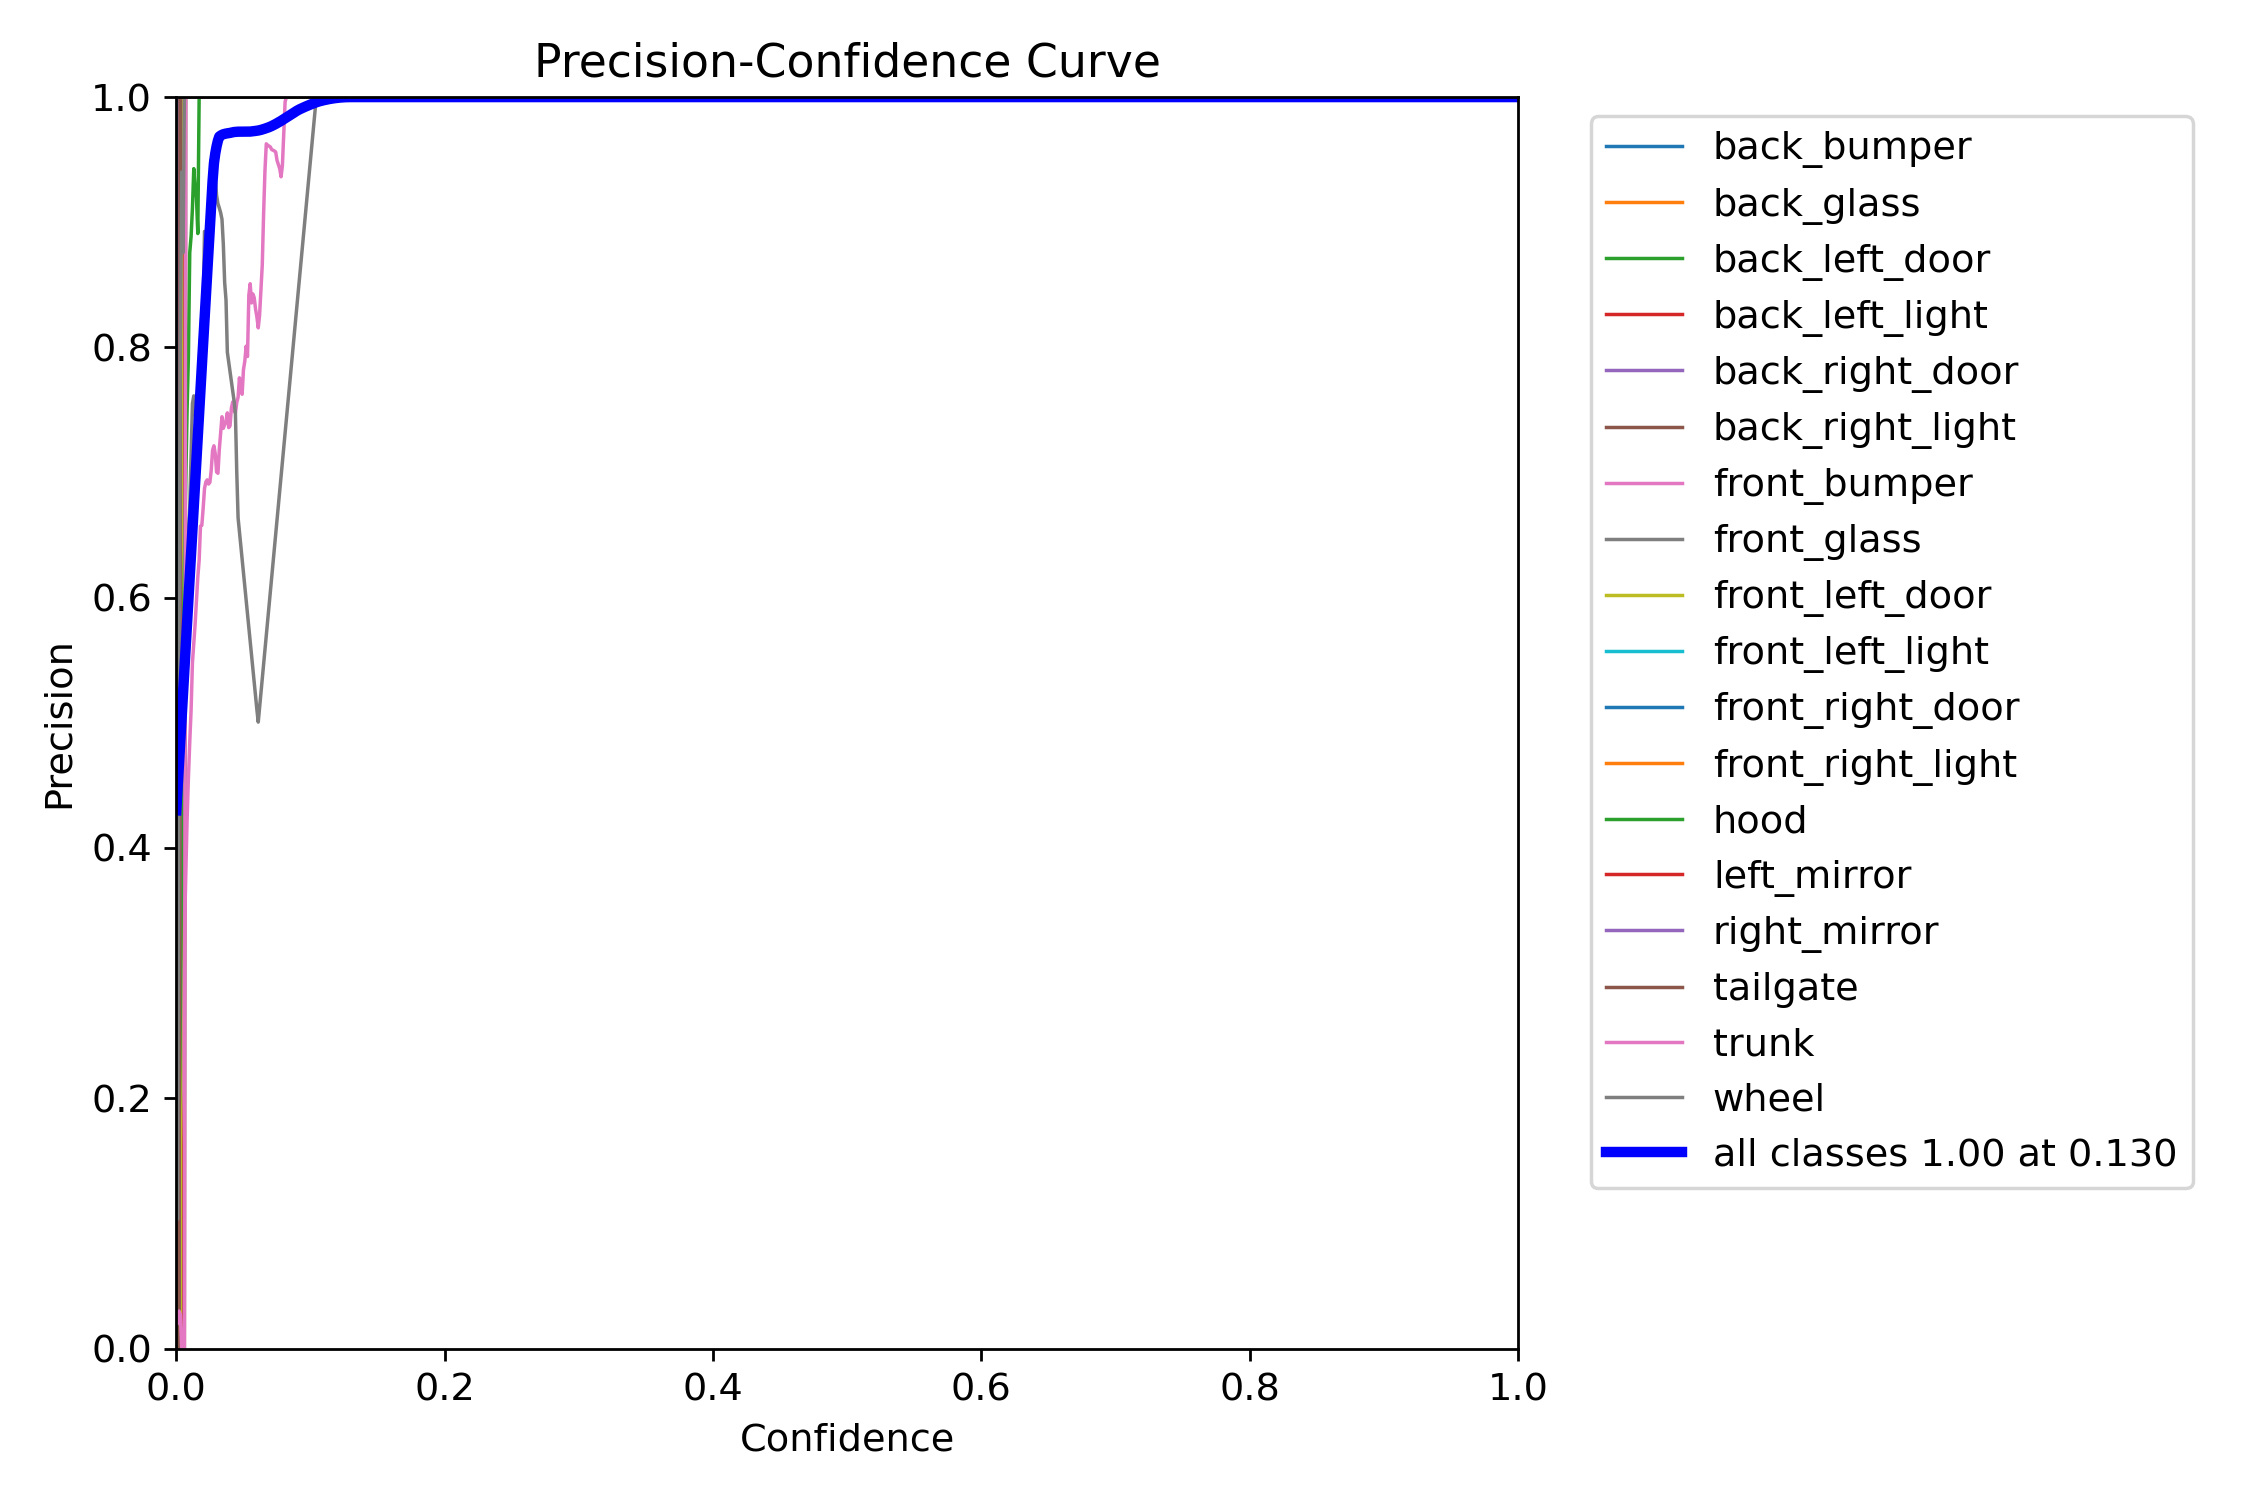 Precision-Confidence Curve
1.0
0.8
0.6
0.4
0.2
0.0
Precision
0.0 0.2 0.4 0.6 0.8 1.0
Confidence
back_bumper
back_glass
back_left_door
back_left_light
back_right_door
back_right_light
front_bumper
front_glass
front_left_door
front_left_light
front_right_door
front_right_light
hood
left_mirror
right_mirror
tailgate
trunk
wheel
all classes 1.00 at 0.130